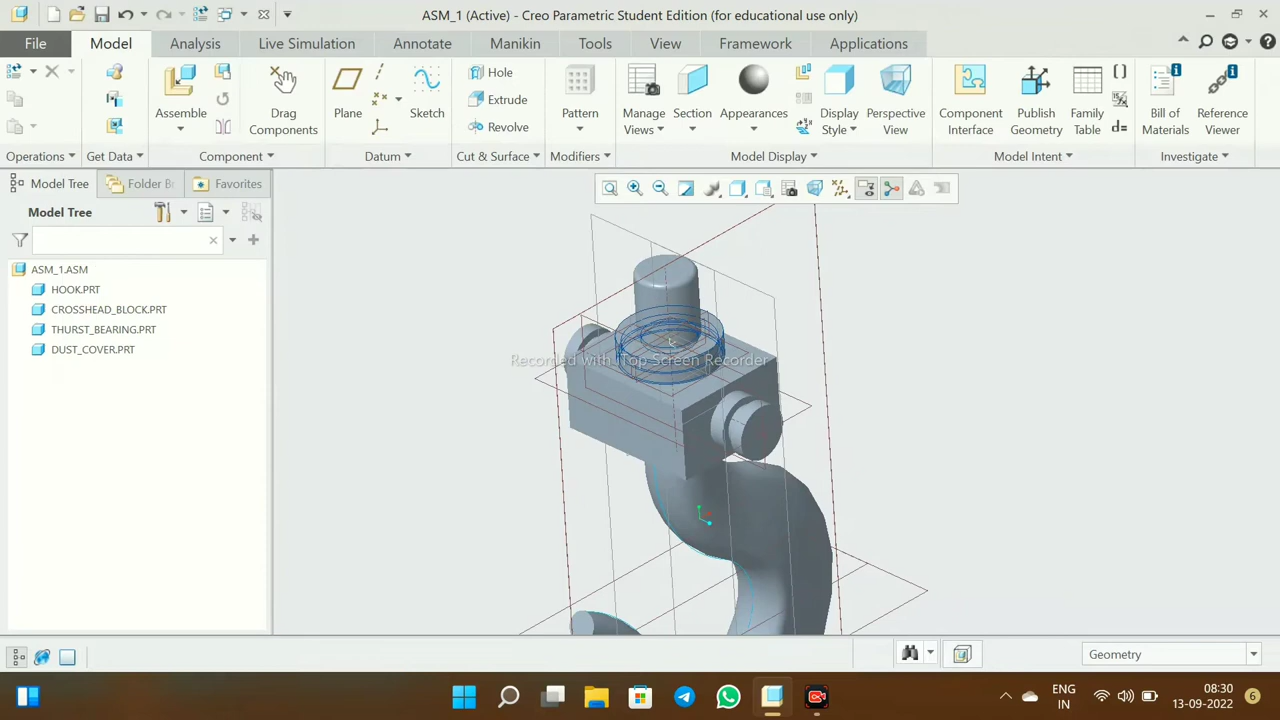 ASM_1 (Active) - Creo Parametric Student Edition (for educational use only)
File Model Analysis Live Simulation Annotate Manikin Tools View Framework Applications
Assemble
Drag Components
Plane
Sketch
Hole
Extrude
Revolve
Pattern
Manage Views
Section
Appearances
Display Style
Perspective View
Component Interface
Publish Geometry
Family Table
Bill of Materials
Reference Viewer
Operations Get Data Component Datum Cut & Surface Modifiers Model Display Model Intent Investigate
Model Tree Folder B Favorites
Model Tree
ASM_1.ASM
HOOK.PRT
CROSSHEAD_BLOCK.PRT
THURST_BEARING.PRT
DUST_COVER.PRT
Recorded with iTop Screen Recorder
Geometry
ENG IN
08:30
13-09-2022
6